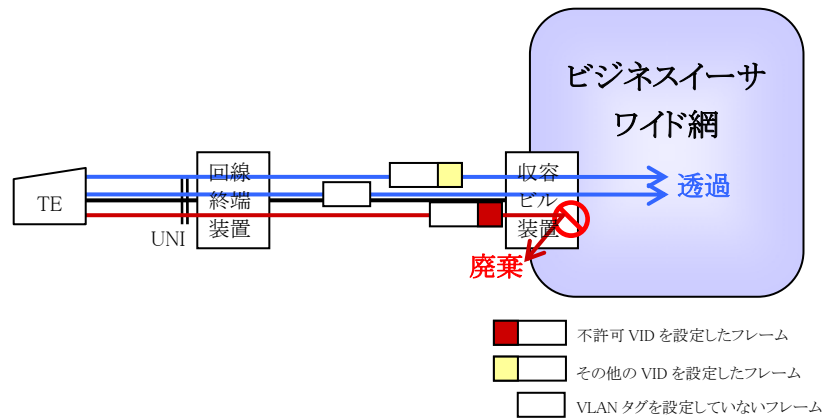 ビジネスイーサ
ワイド網
回線
終端
装置
収容
ビル
装置
透過
TE
UNI
廃棄
不許可 VID を設定したフレーム
その他の VID を設定したフレーム
VLAN タグを設定していないフレーム